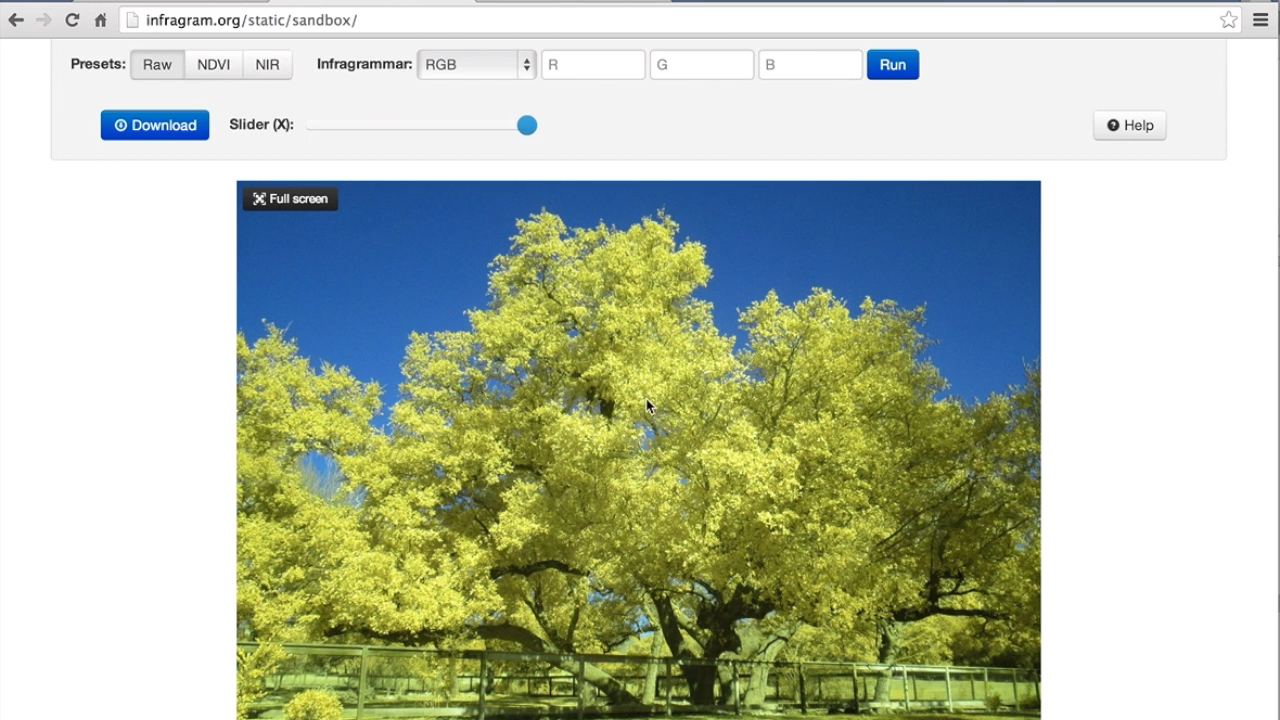 infragram.org/static/sandbox/
Presets: Raw NDVI NIR Infragrammar: RGB R G B Run
Download Slider (X): Help
Full screen